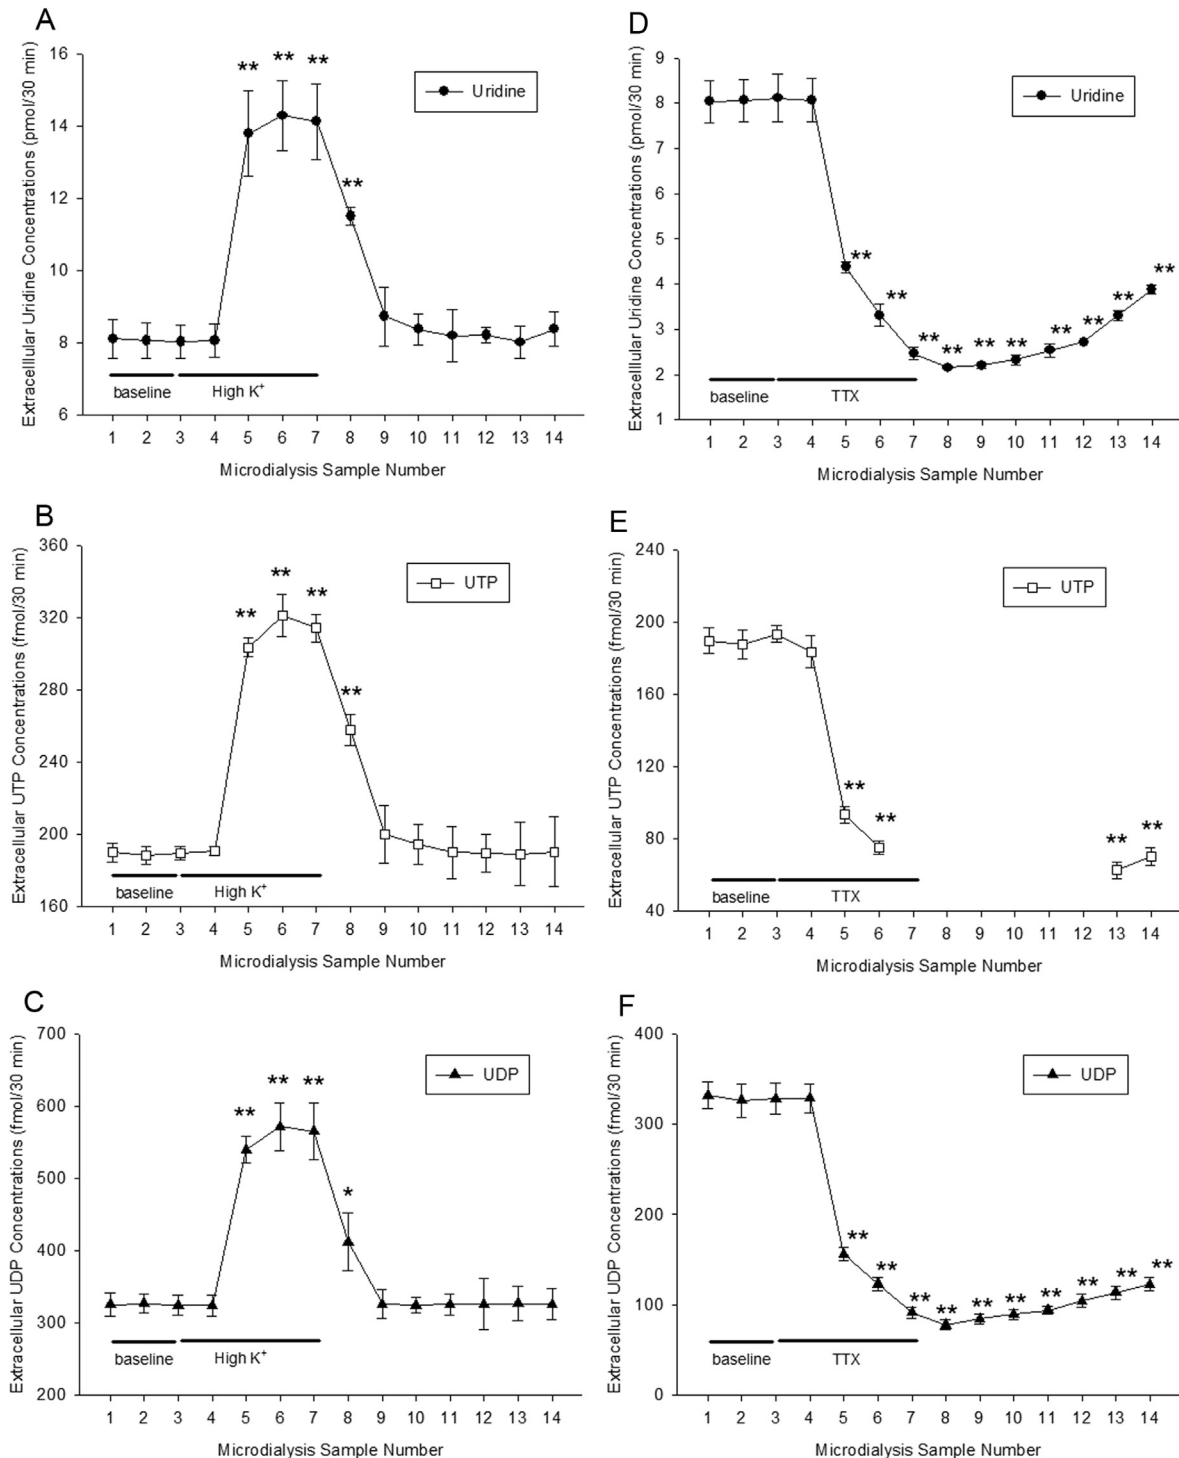 A
Extracelllular Uridine Concentrations (pmol/30 min)
16
14
12
10
8
6
** ** ** **
Uridine
baseline High K⁺
1 2 3 4 5 6 7 8 9 10 11 12 13 14
Microdialysis Sample Number
D
Extracelllular Uridine Concentrations (pmol/30 min)
9
8
7
6
5
4
3
2
1
Uridine
** ** ** ** ** ** ** ** ** **
baseline TTX
1 2 3 4 5 6 7 8 9 10 11 12 13 14
Microdialysis Sample Number
B
Extracellular UTP Concentrations (fmol/30 min)
360
320
280
240
200
160
** ** ** **
UTP
baseline High K⁺
1 2 3 4 5 6 7 8 9 10 11 12 13 14
Microdialysis Sample Number
E
Extracellular UTP Concentrations (fmol/30 min)
240
200
160
120
80
40
UTP
** ** ** **
baseline TTX
1 2 3 4 5 6 7 8 9 10 11 12 13 14
Microdialysis Sample Number
C
Extracellular UDP Concentrations (fmol/30 min)
700
600
500
400
300
200
** ** ** *
UDP
baseline High K⁺
1 2 3 4 5 6 7 8 9 10 11 12 13 14
Microdialysis Sample Number
F
Extracellular UDP Concentrations (fmol/30 min)
400
300
200
100
0
UDP
** ** ** ** ** ** ** ** ** **
baseline TTX
1 2 3 4 5 6 7 8 9 10 11 12 13 14
Microdialysis Sample Number